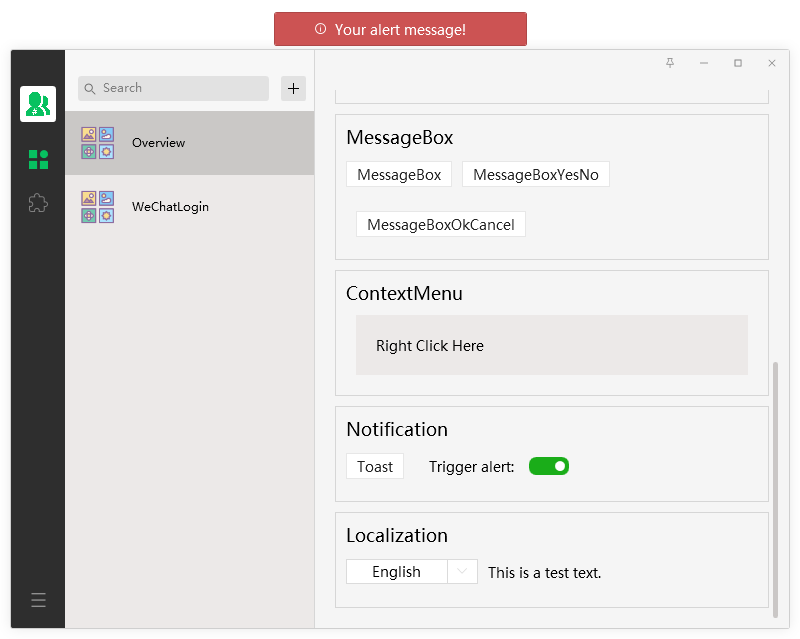 Your alert message!
Search
Overview
WeChatLogin
MessageBox
MessageBox MessageBoxYesNo
MessageBoxOkCancel
ContextMenu
Right Click Here
Notification
Toast Trigger alert:
Localization
English This is a test text.